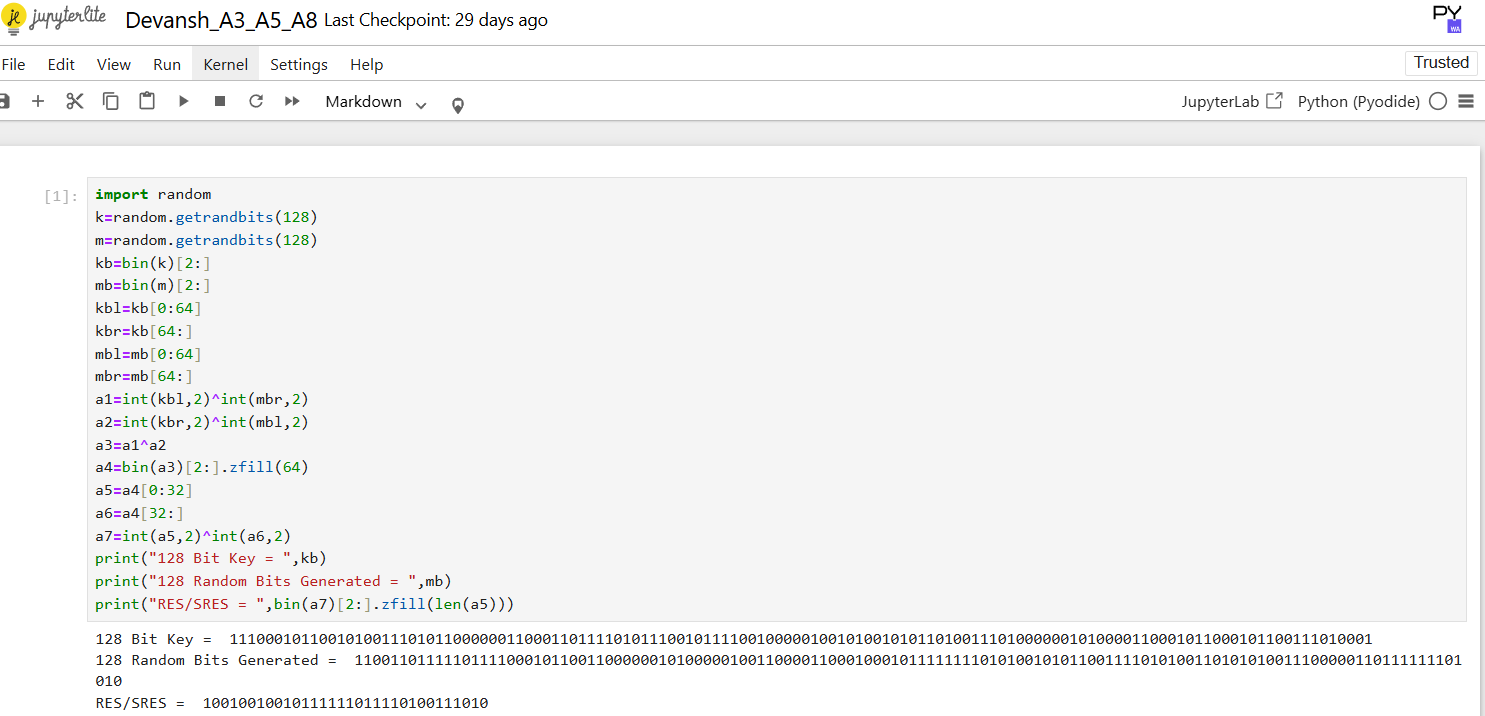 jupyterlite Devansh_A3_A5_A8 Last Checkpoint: 29 days ago PY
WA
File Edit View Run Kernel Settings Help Trusted
Markdown JupyterLab Python (Pyodide)
[1]: import random
k=random.getrandbits(128)
m=random.getrandbits(128)
kb=bin(k)[2:]
mb=bin(m)[2:]
kbl=kb[0:64]
kbr=kb[64:]
mbl=mb[0:64]
mbr=mb[64:]
a1=int(kbl,2)^int(mbr,2)
a2=int(kbr,2)^int(mbl,2)
a3=a1^a2
a4=bin(a3)[2:].zfill(64)
a5=a4[0:32]
a6=a4[32:]
a7=int(a5,2)^int(a6,2)
print("128 Bit Key = ",kb)
print("128 Random Bits Generated = ",mb)
print("RES/SRES = ",bin(a7)[2:].zfill(len(a5)))
128 Bit Key =  11100010110010100111010110000001100011011110101110010111100100000100101001010110100111010000001010000110001011000101100111010001
128 Random Bits Generated =  1100110111110111100010110011000000101000001001100001100010001011111111101010010101100111101010011010101001110000011011111101
010
RES/SRES =  10010010010111111011110100111010